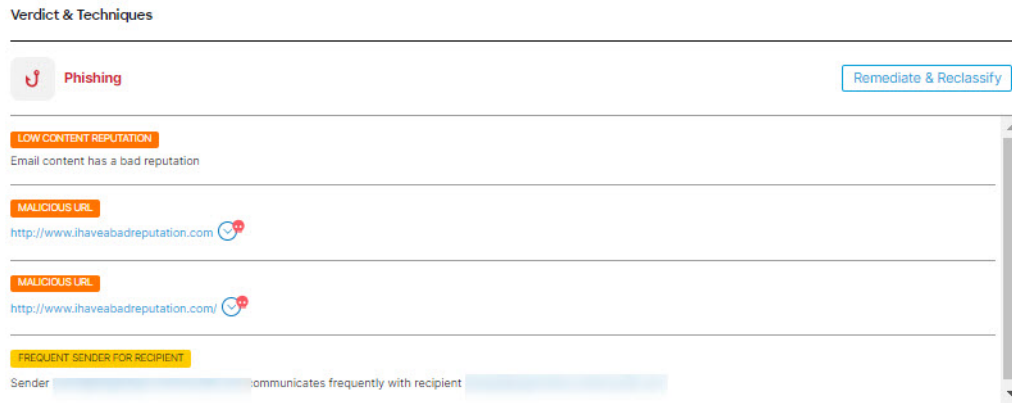 Verdict & Techniques
Phishing
Remediate & Reclassify
LOW CONTENT REPUTATION
Email content has a bad reputation
MALICIOUS URL
http://www.ihaveabadreputation.com
MALICIOUS URL
http://www.ihaveabadreputation.com/
FREQUENT SENDER FOR RECIPIENT
Sender communicates frequently with recipient